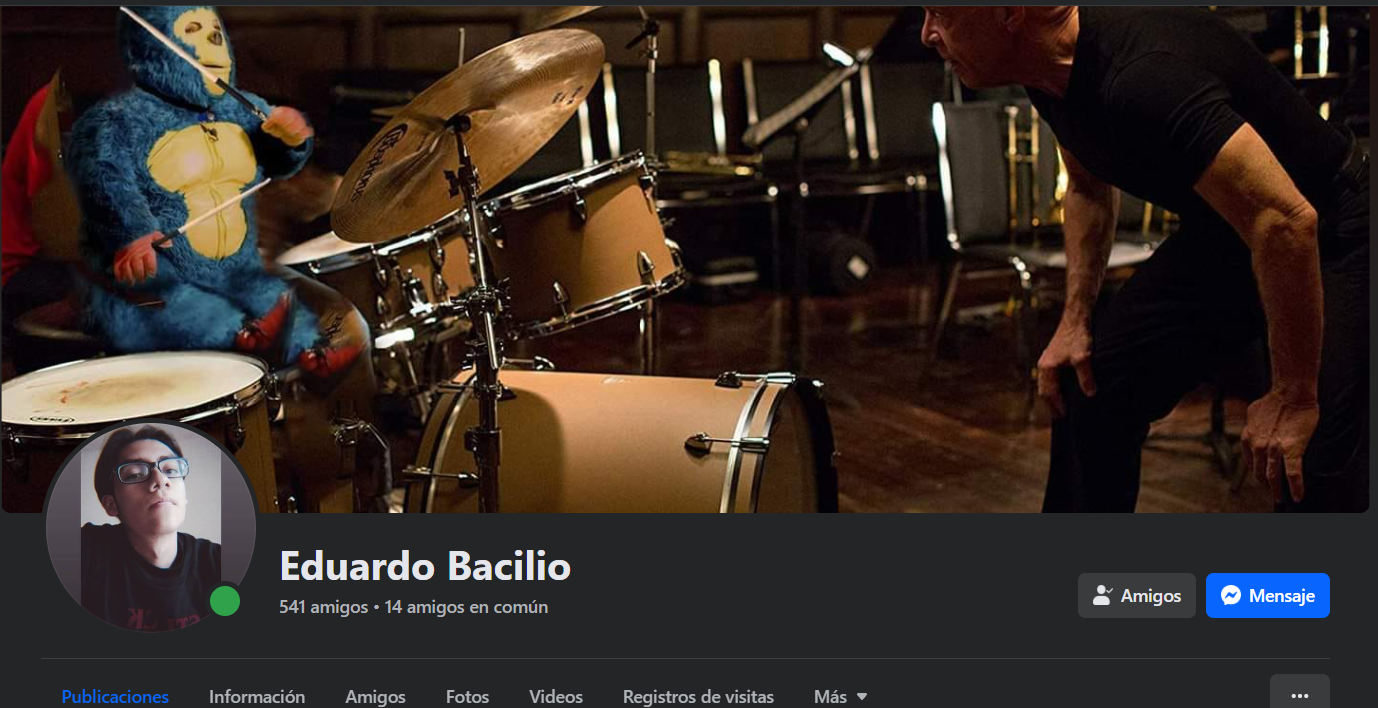 Eduardo Bacilio
541 amigos • 14 amigos en común
Amigos
Mensaje
Publicaciones
Información
Amigos
Fotos
Videos
Registros de visitas
Más